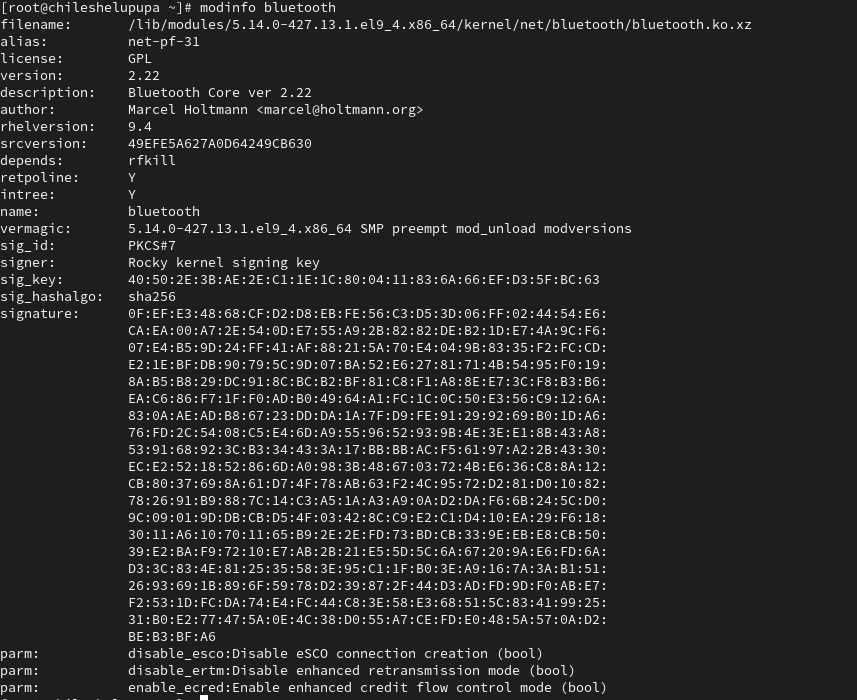 [root@chileshelupupa ~]# modinfo bluetooth
filename:       /lib/modules/5.14.0-427.13.1.el9_4.x86_64/kernel/net/bluetooth/bluetooth.ko.xz
alias:          net-pf-31
license:        GPL
version:        2.22
description:    Bluetooth Core ver 2.22
author:         Marcel Holtmann <marcel@holtmann.org>
rhelversion:    9.4
srcversion:     49EFE5A627A0D64249CB630
depends:        rfkill
retpoline:      Y
intree:         Y
name:           bluetooth
vermagic:       5.14.0-427.13.1.el9_4.x86_64 SMP preempt mod_unload modversions
sig_id:         PKCS#7
signer:         Rocky kernel signing key
sig_key:        40:50:2E:3B:AE:2E:C1:1E:1C:80:04:11:83:6A:66:EF:D3:5F:BC:63
sig_hashalgo:   sha256
signature:      0F:EF:E3:48:68:CF:D2:D8:EB:FE:56:C3:D5:3D:06:FF:02:44:54:E6:
CA:EA:00:A7:2E:54:0D:E7:55:A9:2B:82:82:DE:B2:1D:E7:4A:9C:F6:
07:E4:B5:9D:24:FF:41:AF:88:21:5A:70:E4:04:9B:83:35:F2:FC:CD:
E2:1E:BF:DB:90:79:5C:9D:07:BA:52:E6:27:81:71:4B:54:95:F0:19:
8A:B5:B8:29:DC:91:8C:BC:B2:BF:81:C8:F1:A8:8E:E7:3C:F8:B3:B6:
EA:C6:86:F7:1F:F0:AD:B0:49:64:A1:FC:1C:0C:50:E3:56:C9:12:6A:
83:0A:AE:AD:B8:67:23:DD:DA:1A:7F:D9:FE:91:29:92:69:B0:1D:A6:
76:FD:2C:54:08:C5:E4:6D:A9:55:96:52:93:9B:4E:3E:E1:8B:43:A8:
53:91:68:92:3C:B3:34:43:3A:17:BB:BB:AC:F5:61:97:A2:2B:43:30:
EC:E2:52:18:52:86:6D:A0:98:3B:48:67:03:72:4B:E6:36:C8:8A:12:
CB:80:37:69:8A:61:D7:4F:78:AB:63:F2:4C:95:72:D2:81:D0:10:82:
78:26:91:B9:88:7C:14:C3:A5:1A:A3:A9:0A:D2:DA:F6:6B:24:5C:D0:
9C:09:01:9D:DB:CB:D5:4F:03:42:8C:C9:E2:C1:D4:10:EA:29:F6:18:
30:11:A6:10:70:11:65:B9:2E:2E:FD:73:BD:CB:33:9E:EB:E8:CB:50:
39:E2:BA:F9:72:10:E7:AB:2B:21:E5:5D:5C:6A:67:20:9A:E6:FD:6A:
D3:3C:83:4E:81:25:35:58:3E:95:C1:1F:B0:3E:A9:16:7A:3A:B1:51:
26:93:69:1B:89:6F:59:78:D2:39:87:2F:44:D3:AD:FD:9D:F0:AB:E7:
F2:53:1D:FC:DA:74:E4:FC:44:C8:3E:58:E3:68:51:5C:83:41:99:25:
31:B0:E2:77:47:5A:0E:4C:38:D0:55:A7:CE:FD:E0:48:5A:57:0A:D2:
BE:B3:BF:A6
parm:           disable_esco:Disable eSCO connection creation (bool)
parm:           disable_ertm:Disable enhanced retransmission mode (bool)
parm:           enable_ecred:Enable enhanced credit flow control mode (bool)